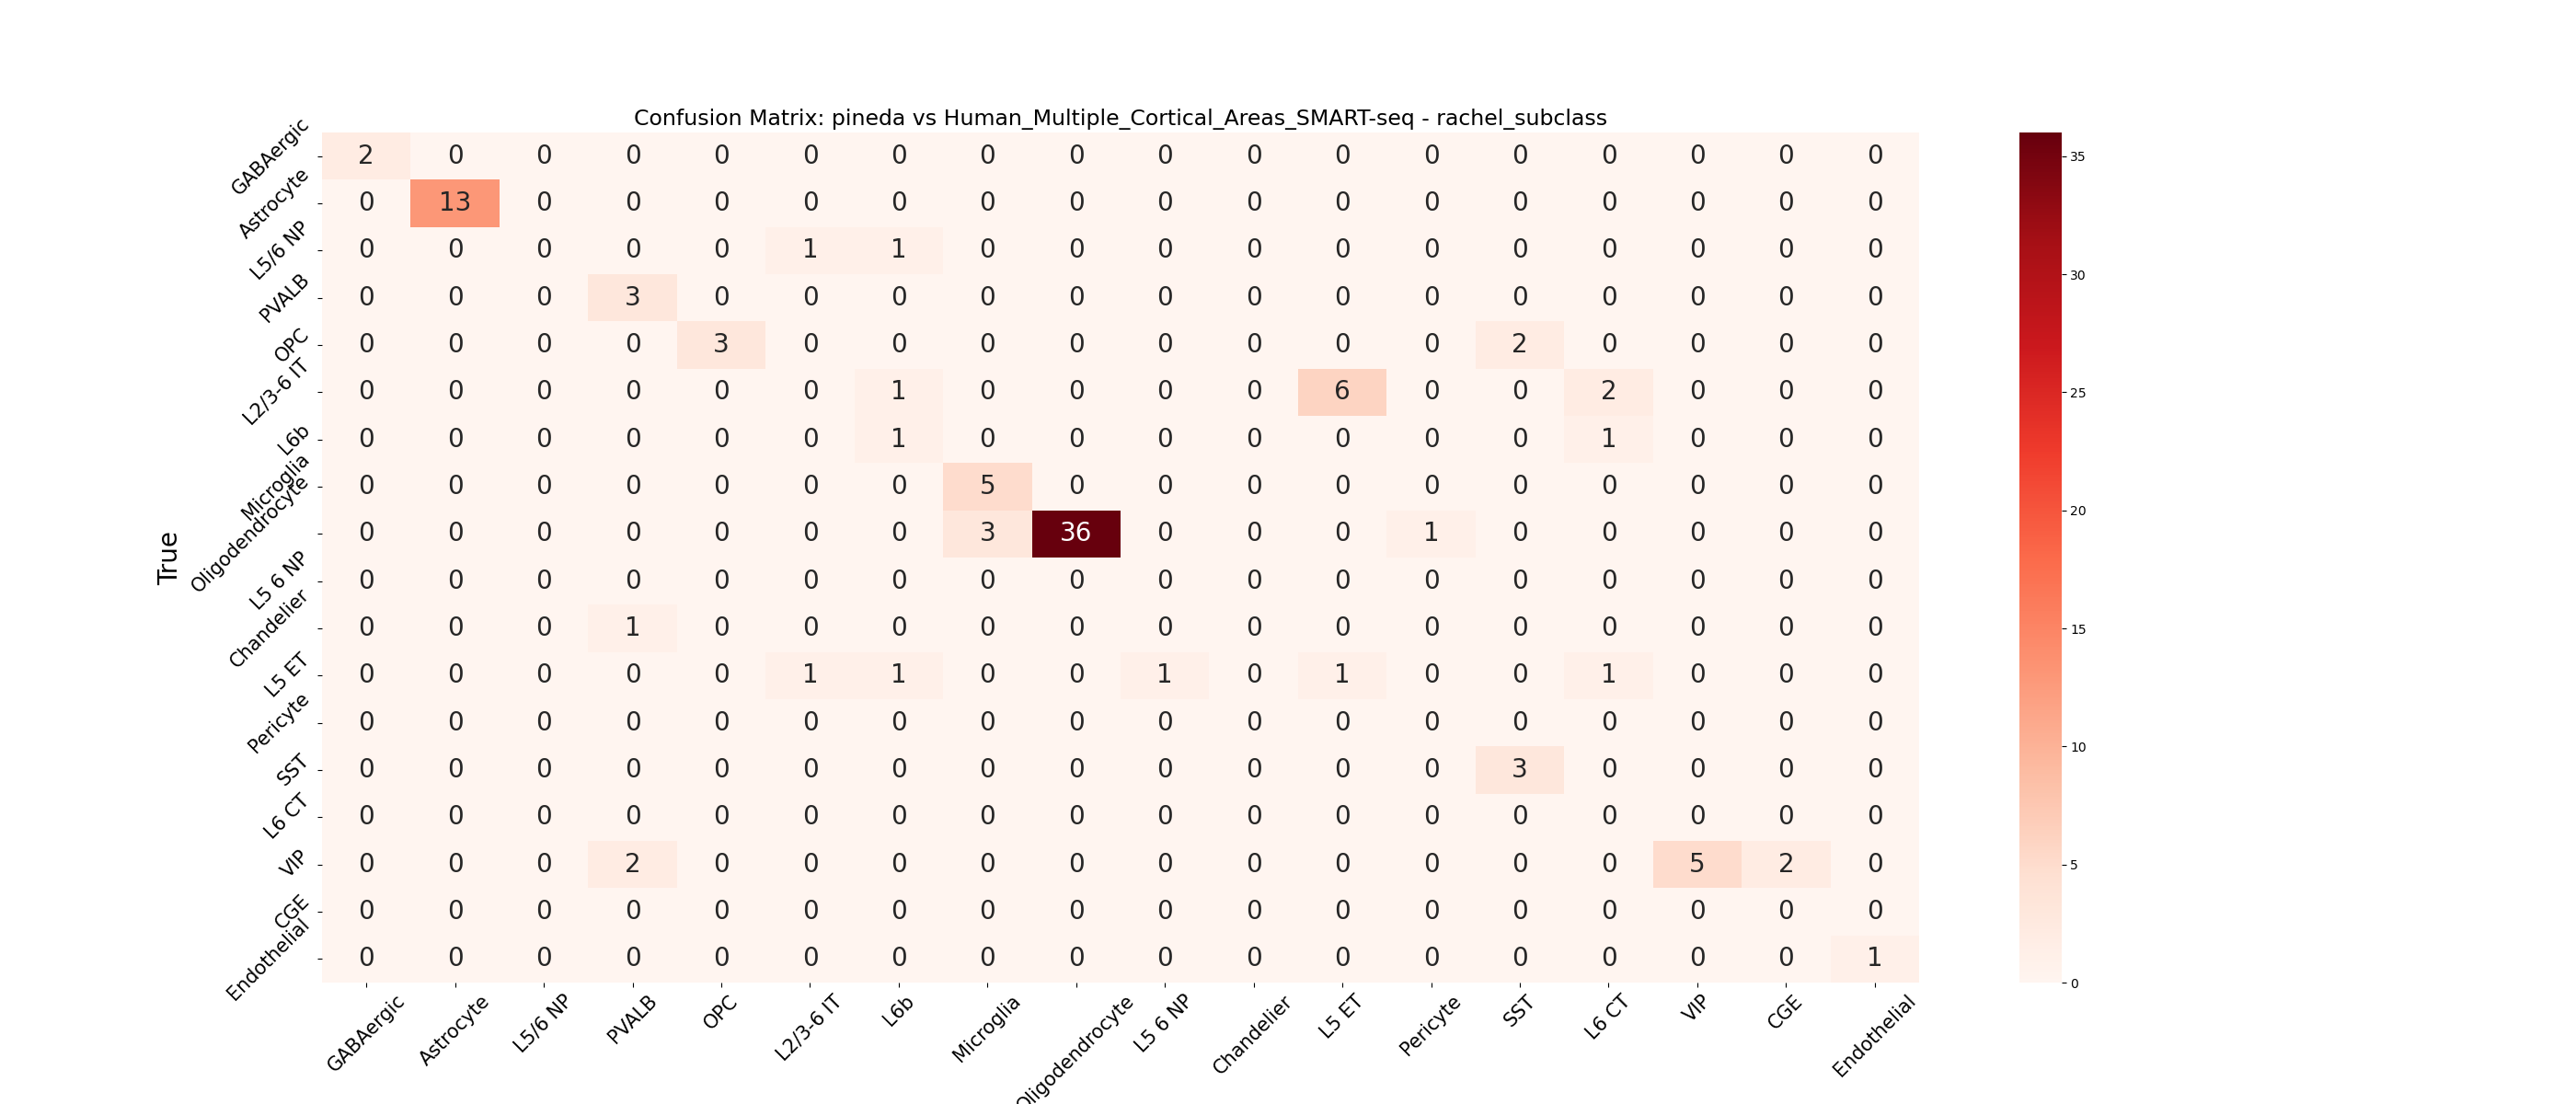 Confusion Matrix: pineda vs Human_Multiple_Cortical_Areas_SMART-seq - rachel_subclass
True
GABAergic 2 0 0 0 0 0 0 0 0 0 0 0 0 0 0 0 0 0
Astrocyte 0 13 0 0 0 0 0 0 0 0 0 0 0 0 0 0 0 0
L5/6 NP 0 0 0 0 0 1 1 0 0 0 0 0 0 0 0 0 0 0
PVALB 0 0 0 3 0 0 0 0 0 0 0 0 0 0 0 0 0 0
OPC 0 0 0 0 3 0 0 0 0 0 0 0 0 2 0 0 0 0
L2/3-6 IT 0 0 0 0 0 0 1 0 0 0 0 6 0 0 2 0 0 0
L6b 0 0 0 0 0 0 1 0 0 0 0 0 0 0 1 0 0 0
Microglia 0 0 0 0 0 0 0 5 0 0 0 0 0 0 0 0 0 0
Oligodendrocyte 0 0 0 0 0 0 0 3 36 0 0 0 1 0 0 0 0 0
L5 6 NP 0 0 0 0 0 0 0 0 0 0 0 0 0 0 0 0 0 0
Chandelier 0 0 0 1 0 0 0 0 0 0 0 0 0 0 0 0 0 0
L5 ET 0 0 0 0 0 1 1 0 0 1 0 1 0 0 1 0 0 0
Pericyte 0 0 0 0 0 0 0 0 0 0 0 0 0 0 0 0 0 0
SST 0 0 0 0 0 0 0 0 0 0 0 0 0 3 0 0 0 0
L6 CT 0 0 0 0 0 0 0 0 0 0 0 0 0 0 0 0 0 0
VIP 0 0 0 2 0 0 0 0 0 0 0 0 0 0 0 5 2 0
CGE 0 0 0 0 0 0 0 0 0 0 0 0 0 0 0 0 0 0
Endothelial 0 0 0 0 0 0 0 0 0 0 0 0 0 0 0 0 0 1
GABAergic Astrocyte L5/6 NP PVALB OPC L2/3-6 IT L6b Microglia Oligodendrocyte L5 6 NP Chandelier L5 ET Pericyte SST L6 CT VIP CGE Endothelial
35
30
25
20
15
10
5
0